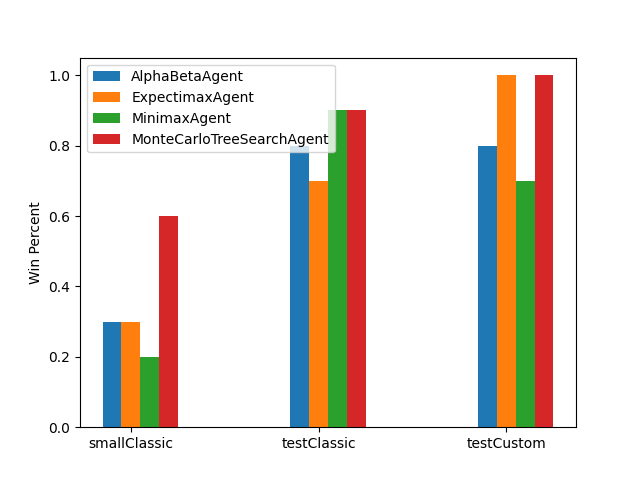 AlphaBetaAgent
ExpectimaxAgent
MinimaxAgent
MonteCarloTreeSearchAgent
Win Percent
1.0
0.8
0.6
0.4
0.2
0.0
smallClassic
testClassic
testCustom